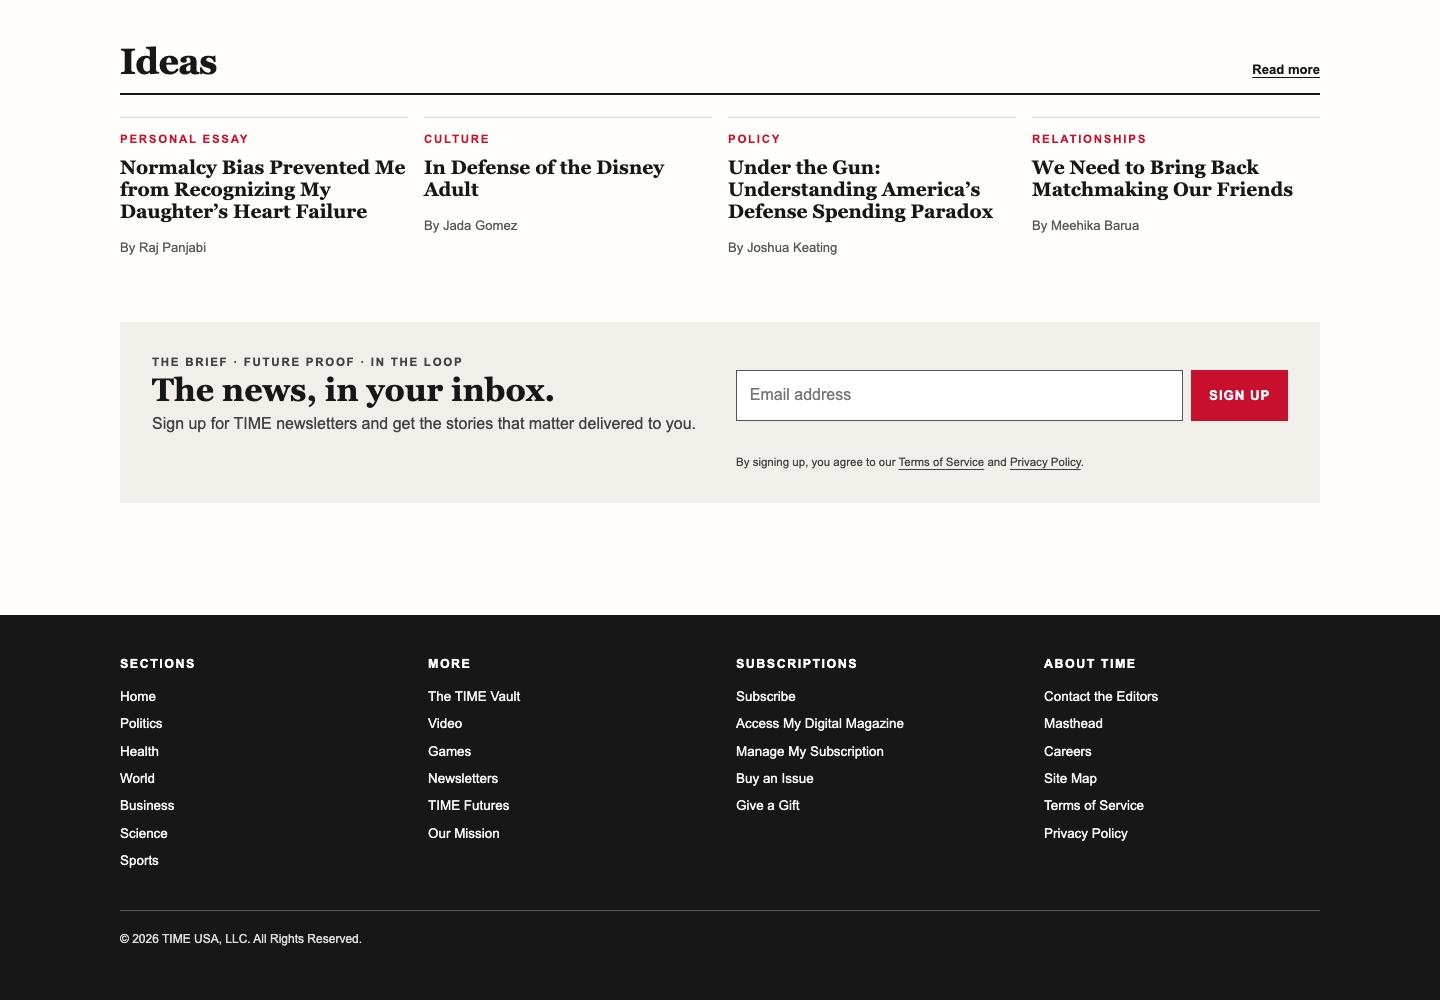 Ideas
Read more
PERSONAL ESSAY
Normalcy Bias Prevented Me
from Recognizing My
Daughter’s Heart Failure
By Raj Panjabi
CULTURE
In Defense of the Disney
Adult
By Jada Gomez
POLICY
Under the Gun:
Understanding America’s
Defense Spending Paradox
By Joshua Keating
RELATIONSHIPS
We Need to Bring Back
Matchmaking Our Friends
By Meehika Barua
THE BRIEF · FUTURE PROOF · IN THE LOOP
The news, in your inbox.
Sign up for TIME newsletters and get the stories that matter delivered to you.
Email address
SIGN UP
By signing up, you agree to our Terms of Service and Privacy Policy.
SECTIONS
Home
Politics
Health
World
Business
Science
Sports
MORE
The TIME Vault
Video
Games
Newsletters
TIME Futures
Our Mission
SUBSCRIPTIONS
Subscribe
Access My Digital Magazine
Manage My Subscription
Buy an Issue
Give a Gift
ABOUT TIME
Contact the Editors
Masthead
Careers
Site Map
Terms of Service
Privacy Policy
© 2026 TIME USA, LLC. All Rights Reserved.